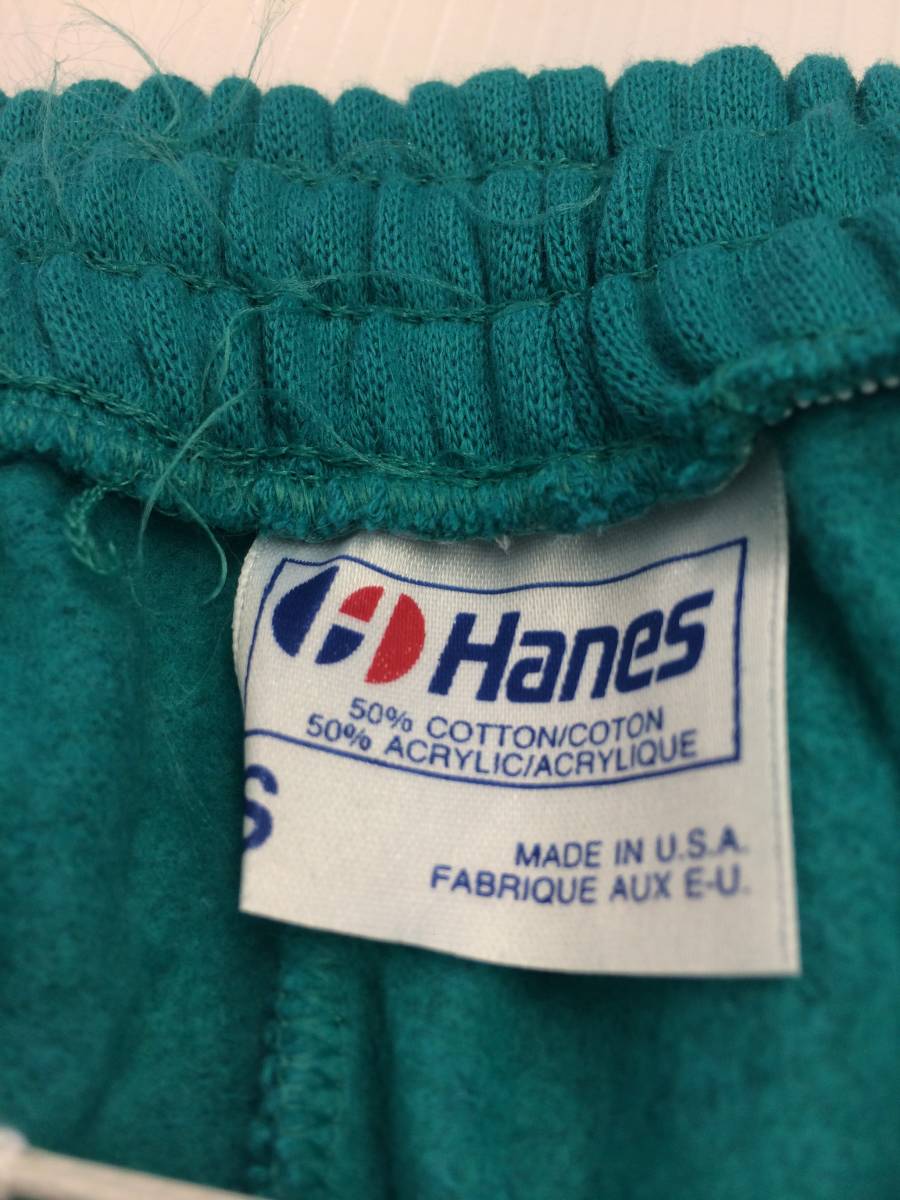 Hanes
50% COTTON/COTON
50% ACRYLIC/ACRYLIQUE
S
MADE IN U.S.A.
FABRIQUE AUX E-U.